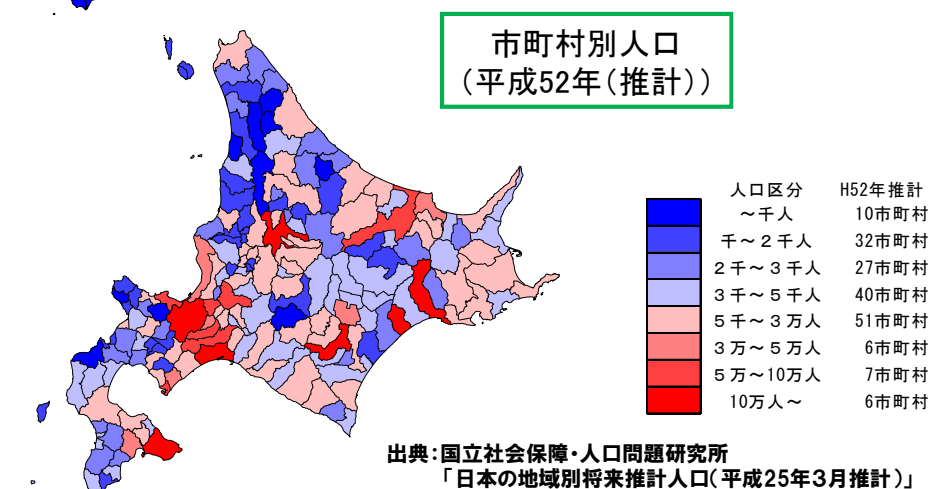 市町村別人口
（平成52年（推計））
人口区分　H52年推計
～千人　10市町村
千～２千人　32市町村
２千～３千人　27市町村
３千～５千人　40市町村
５千～３万人　51市町村
３万～５万人　6市町村
５万～10万人　7市町村
10万人～　6市町村
出典：国立社会保障・人口問題研究所
「日本の地域別将来推計人口（平成25年3月推計）」